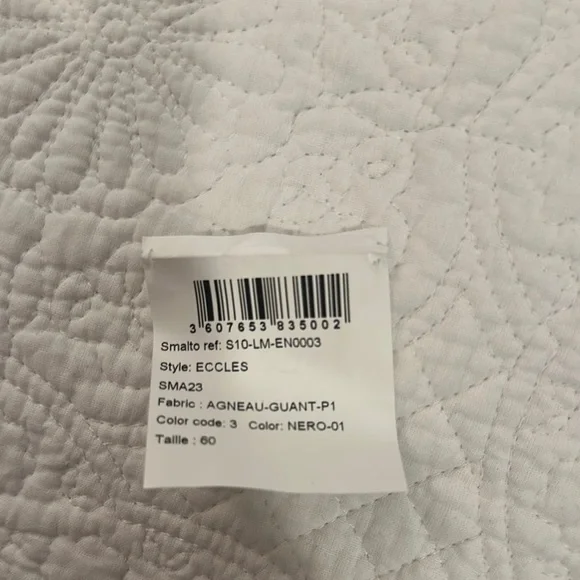 3 607653 835002
Smalto ref: S10-LM-EN0003
Style: ECCLES
SMA23
Fabric : AGNEAU-GUANT-P1
Color code: 3 Color: NERO-01
Taille : 60